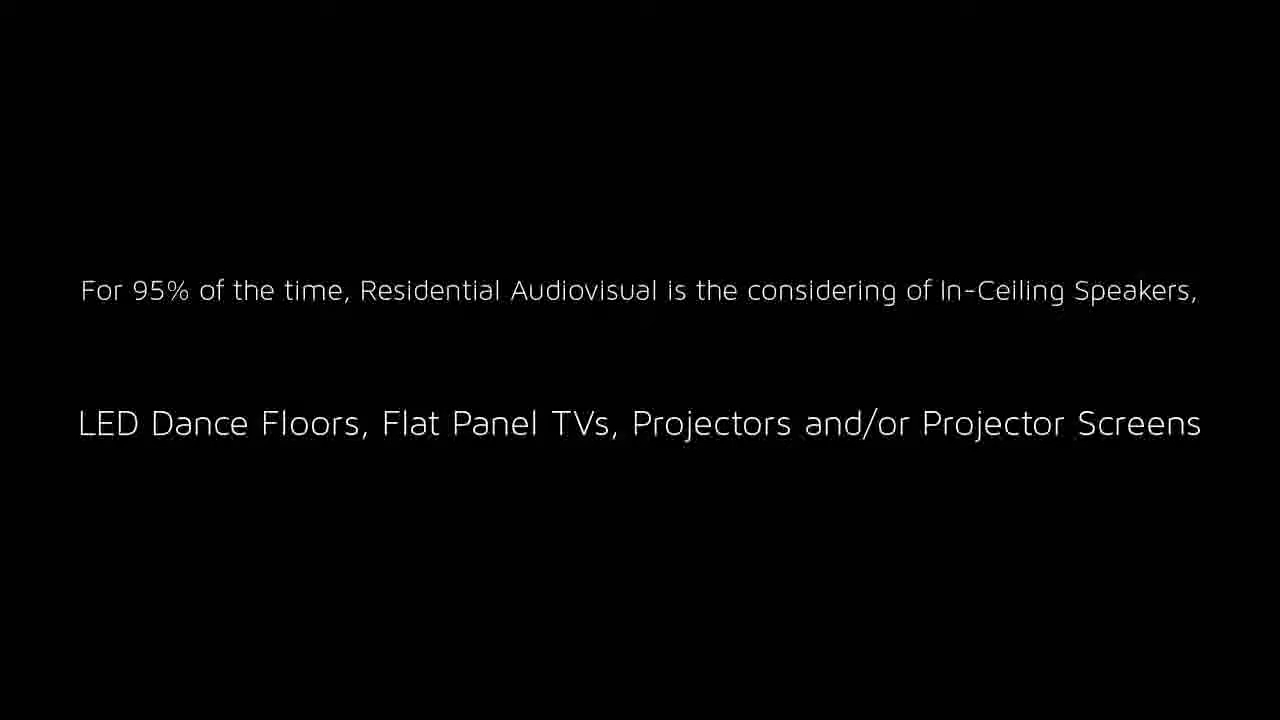 For 95% of the time, Residential Audiovisual is the considering of In-Ceiling Speakers,
LED Dance Floors, Flat Panel TVs, Projectors and/or Projector Screens